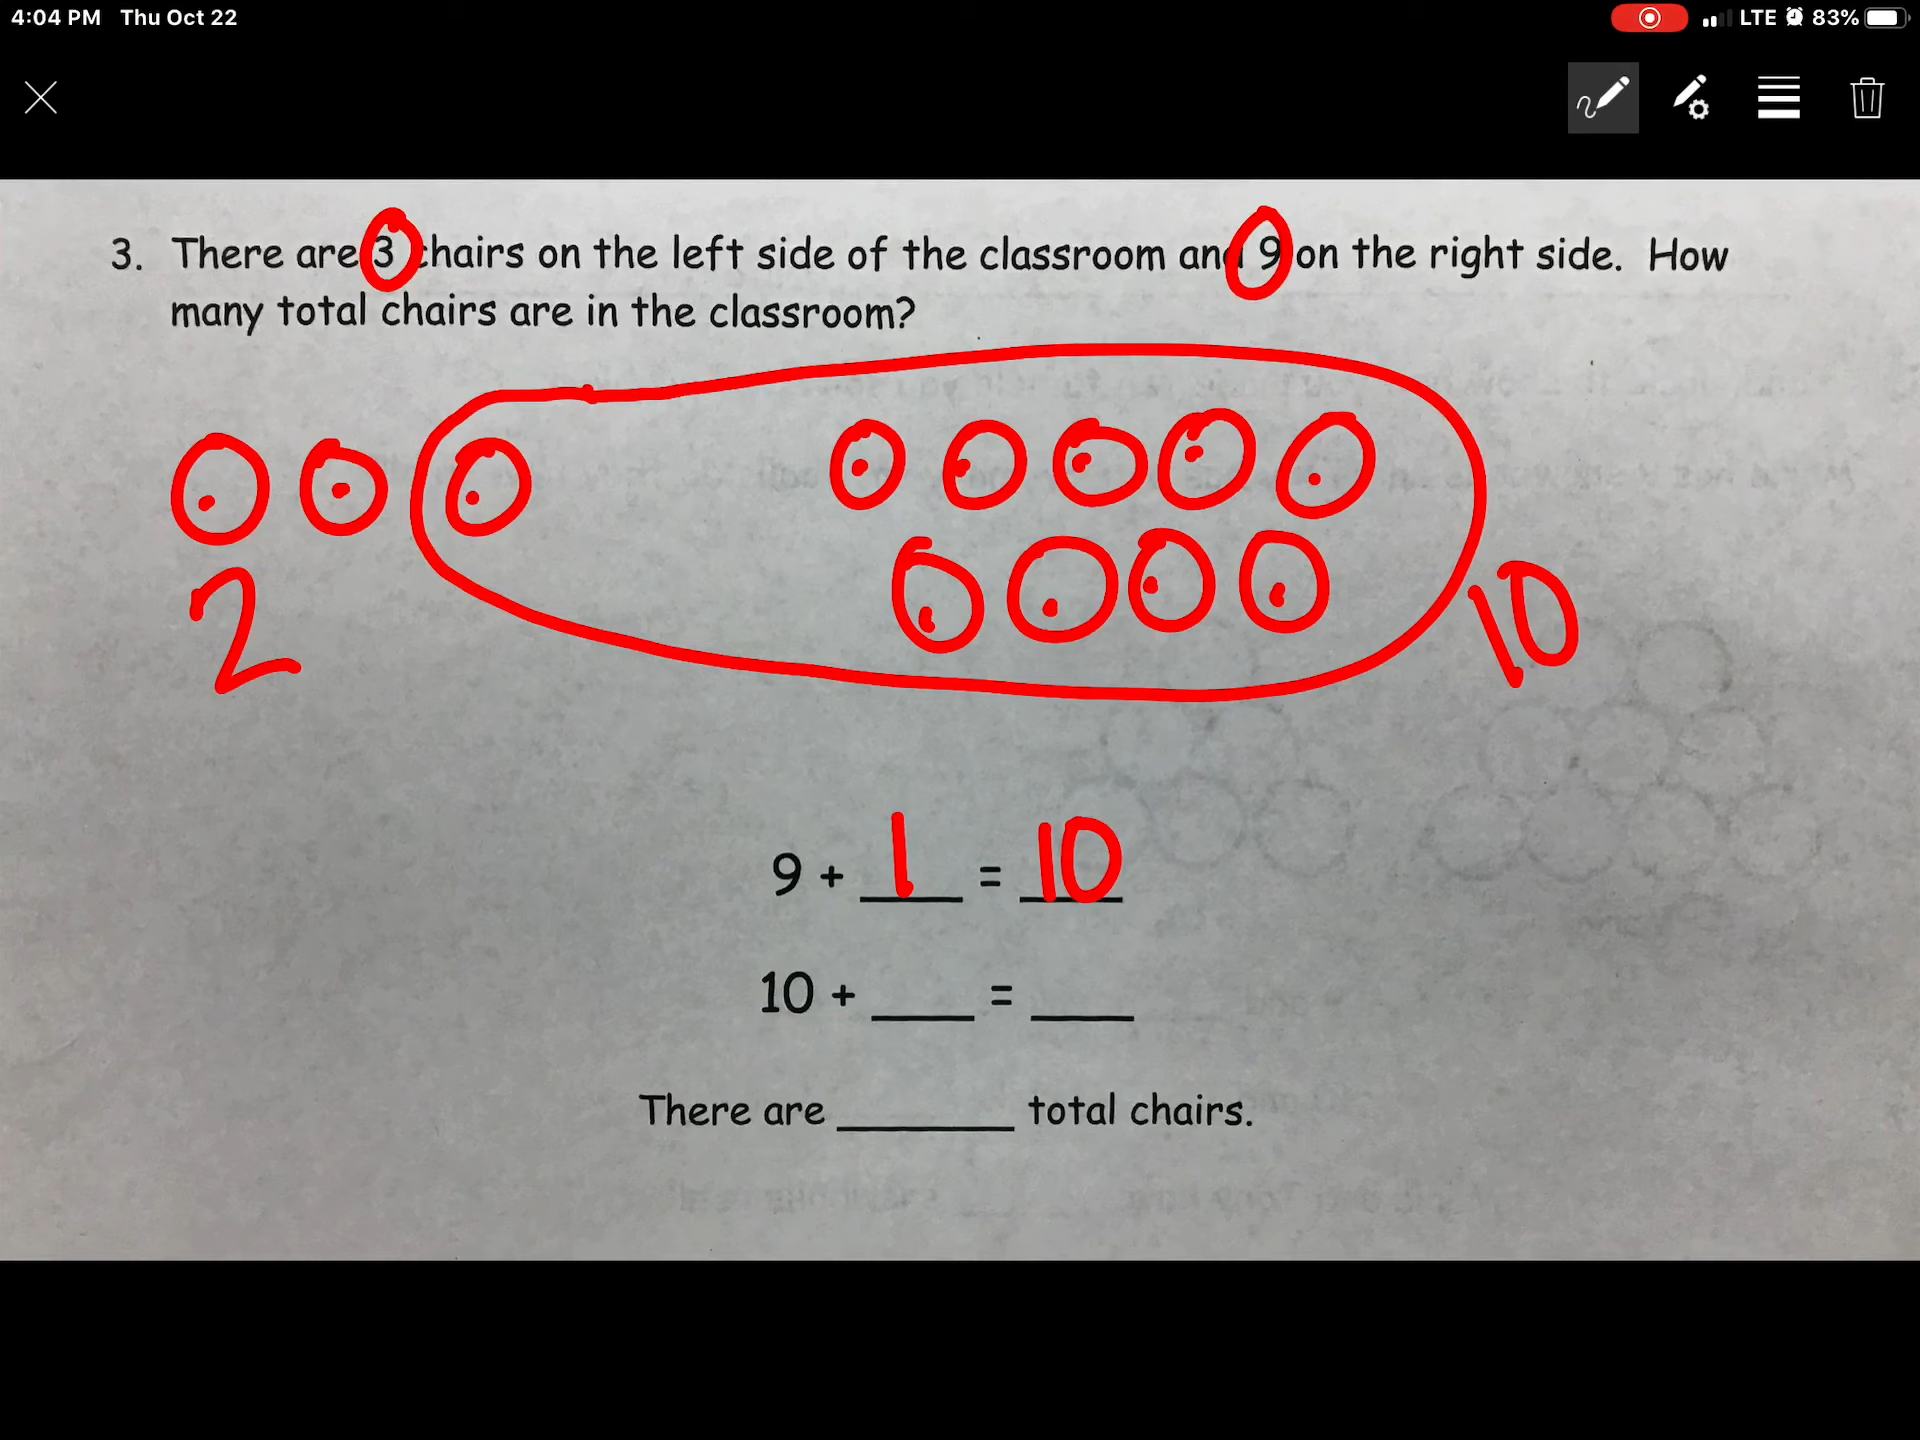 4:04 PM Thu Oct 22
LTE 83%
3. There are 3 chairs on the left side of the classroom and 9 on the right side. How
many total chairs are in the classroom?
2
10
9 + 1 = 10
10 + ____ = ____
There are ______ total chairs.